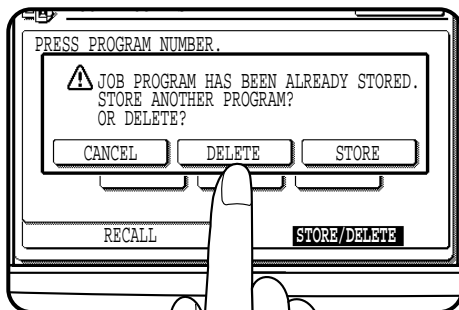 PRESS PROGRAM NUMBER.
JOB PROGRAM HAS BEEN ALREADY STORED.
STORE ANOTHER PROGRAM?
OR DELETE?
CANCEL DELETE STORE
RECALL STORE/DELETE